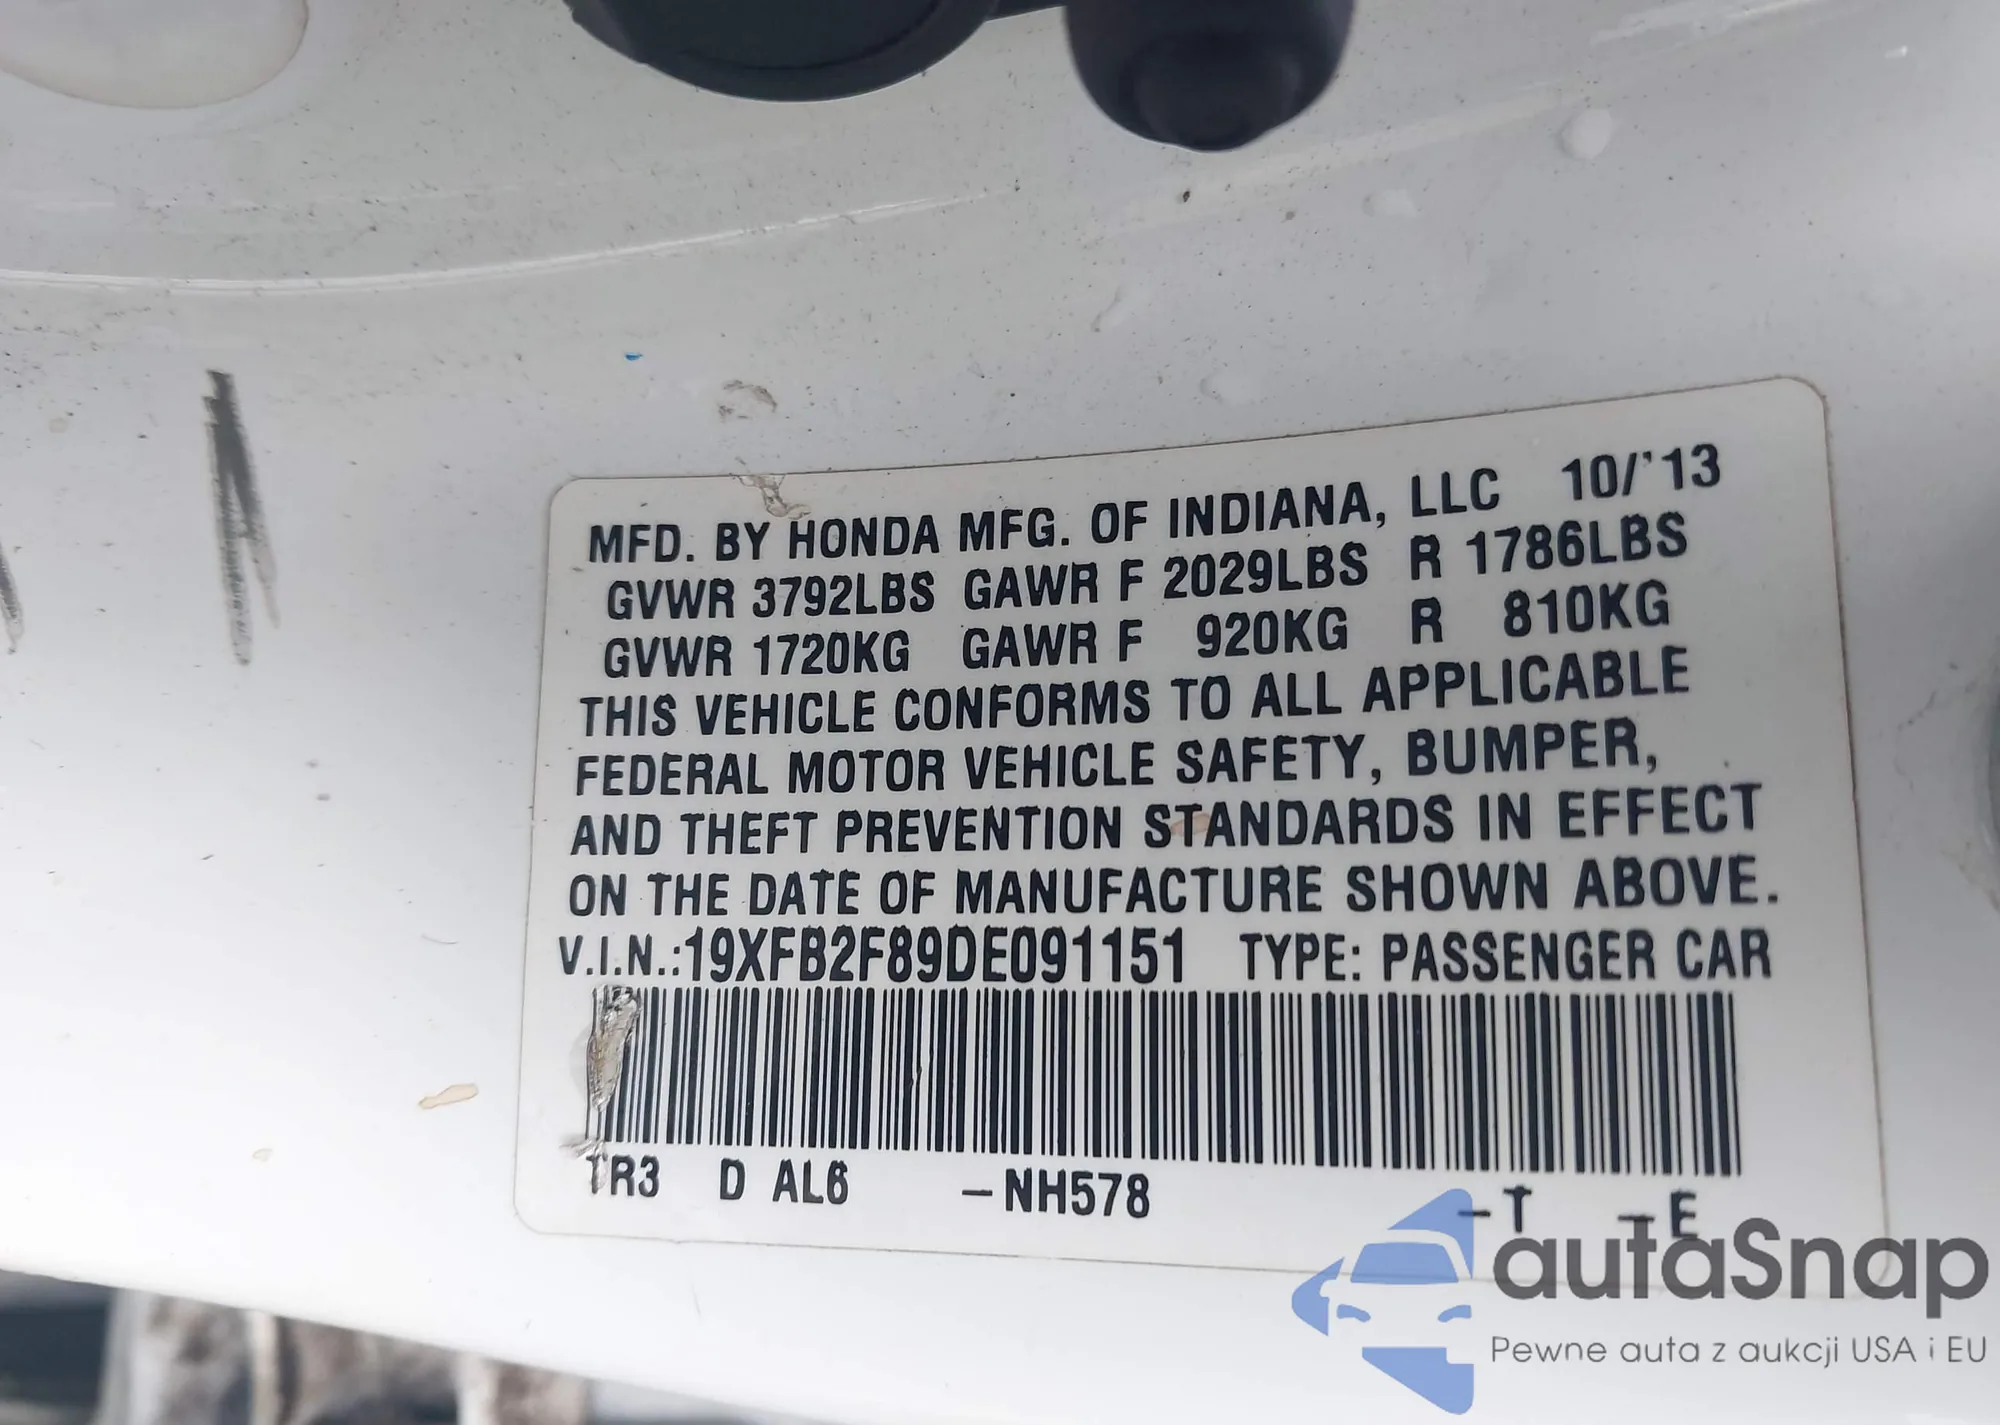 MFD. BY HONDA MFG. OF INDIANA, LLC 10/'13
GVWR 3792LBS GAWR F 2029LBS R 1786LBS
GVWR 1720KG GAWR F 920KG R 810KG
THIS VEHICLE CONFORMS TO ALL APPLICABLE
FEDERAL MOTOR VEHICLE SAFETY, BUMPER,
AND THEFT PREVENTION STANDARDS IN EFFECT
ON THE DATE OF MANUFACTURE SHOWN ABOVE.
V.I.N.:19XFB2F89DE091151 TYPE: PASSENGER CAR
TR3 D AL6 –NH578 –T –E
autaSnap
Pewne auta z aukcji USA i EU